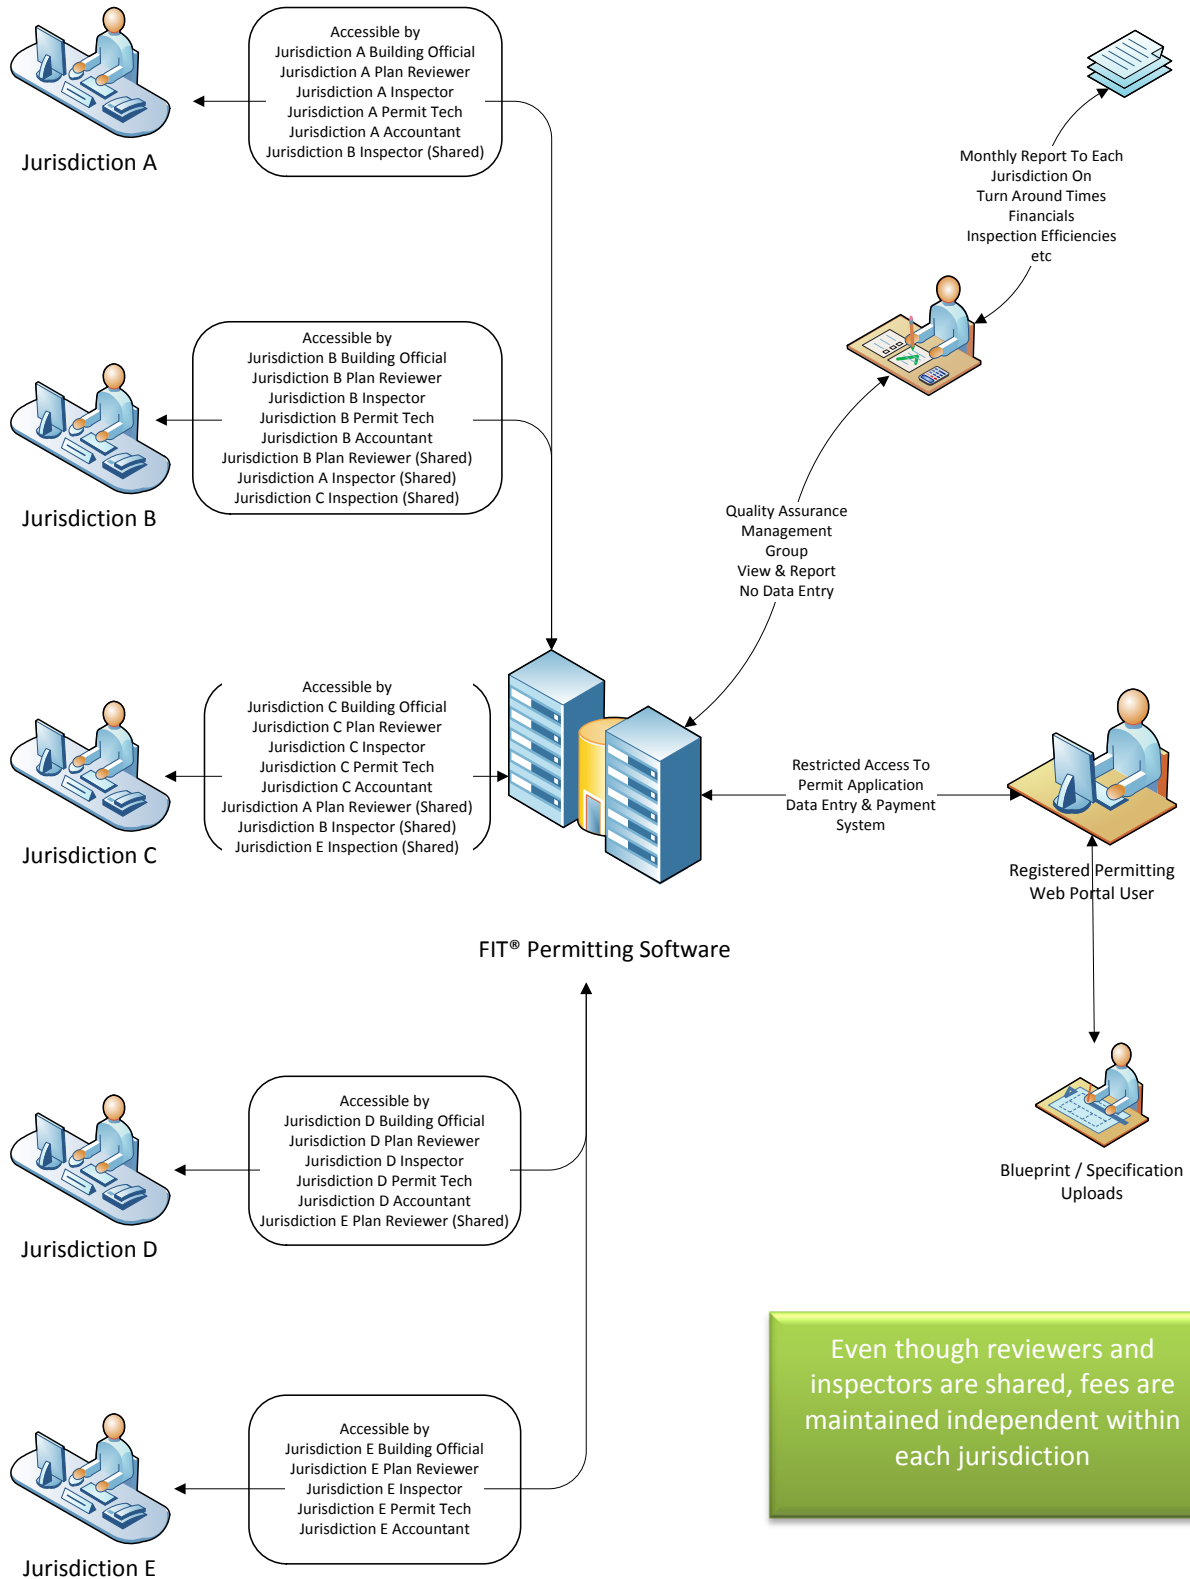 Accessible by
Jurisdiction A Building Official
Jurisdiction A Plan Reviewer
Jurisdiction A Inspector
Jurisdiction A Permit Tech
Jurisdiction A Accountant
Jurisdiction B Inspector (Shared)
Jurisdiction A
Monthly Report To Each
Jurisdiction On
Turn Around Times
Financials
Inspection Efficiencies
etc
Accessible by
Jurisdiction B Building Official
Jurisdiction B Plan Reviewer
Jurisdiction B Inspector
Jurisdiction B Permit Tech
Jurisdiction B Accountant
Jurisdiction B Plan Reviewer (Shared)
Jurisdiction A Inspector (Shared)
Jurisdiction C Inspection (Shared)
Jurisdiction B
Quality Assurance
Management
Group
View & Report
No Data Entry
Accessible by
Jurisdiction C Building Official
Jurisdiction C Plan Reviewer
Jurisdiction C Inspector
Jurisdiction C Permit Tech
Jurisdiction C Accountant
Jurisdiction A Plan Reviewer (Shared)
Jurisdiction B Inspector (Shared)
Jurisdiction E Inspection (Shared)
Jurisdiction C
Restricted Access To
Permit Application
Data Entry & Payment
System
Registered Permitting
Web Portal User
FIT® Permitting Software
Accessible by
Jurisdiction D Building Official
Jurisdiction D Plan Reviewer
Jurisdiction D Inspector
Jurisdiction D Permit Tech
Jurisdiction D Accountant
Jurisdiction E Plan Reviewer (Shared)
Jurisdiction D
Blueprint / Specification
Uploads
Even though reviewers and
inspectors are shared, fees are
maintained independent within
each jurisdiction
Accessible by
Jurisdiction E Building Official
Jurisdiction E Plan Reviewer
Jurisdiction E Inspector
Jurisdiction E Permit Tech
Jurisdiction E Accountant
Jurisdiction E